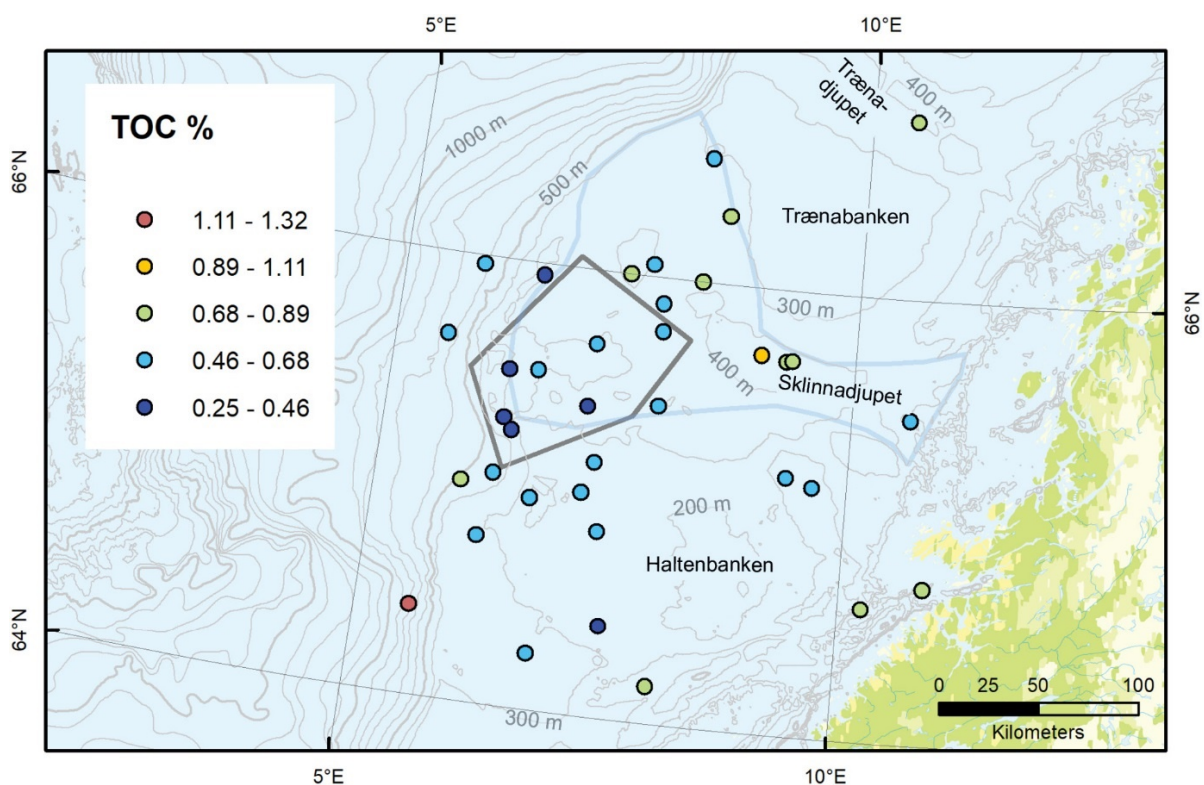 5°E
10°E
TOC %
1.11 - 1.32
0.89 - 1.11
0.68 - 0.89
0.46 - 0.68
0.25 - 0.46
66°N
64°N
66°N
1000 m
500 m
Træna-
djupet
400 m
Trænabanken
300 m
400 m
Sklinnadjupet
200 m
Haltenbanken
300 m
0 25 50 100
Kilometers
5°E
10°E